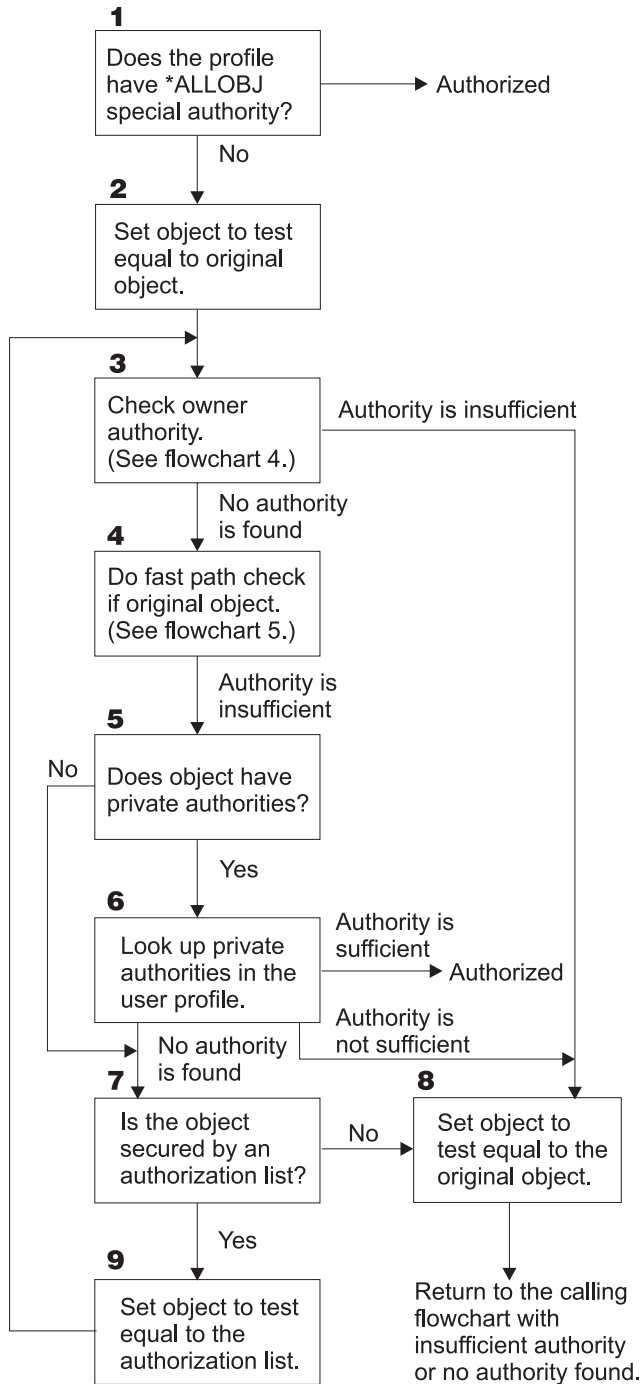 1
Does the profile
have *ALLOBJ
special authority?
Authorized
No
2
Set object to test
equal to original
object.
3
Check owner
authority.
(See flowchart 4.)
Authority is insufficient
No authority
is found
4
Do fast path check
if original object.
(See flowchart 5.)
Authority is
insufficient
5
No
Does object have
private authorities?
Yes
6
Look up private
authorities in the
user profile.
Authority is
sufficient
Authorized
Authority is
not sufficient
No authority
is found
7
Is the object
secured by an
authorization list?
No
8
Set object to
test equal to the
original object.
Yes
9
Set object to test
equal to the
authorization list.
Return to the calling
flowchart with
insufficient authority
or no authority found.